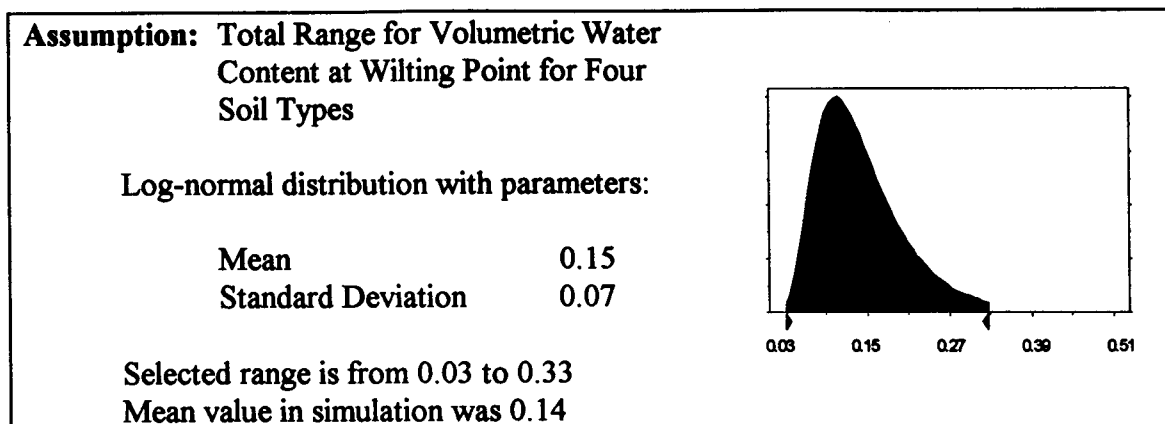 Assumption: Total Range for Volumetric Water
Content at Wilting Point for Four
Soil Types
Log-normal distribution with parameters:
Mean 0.15
Standard Deviation 0.07
Selected range is from 0.03 to 0.33
Mean value in simulation was 0.14
0.03 0.15 0.27 0.39 0.51